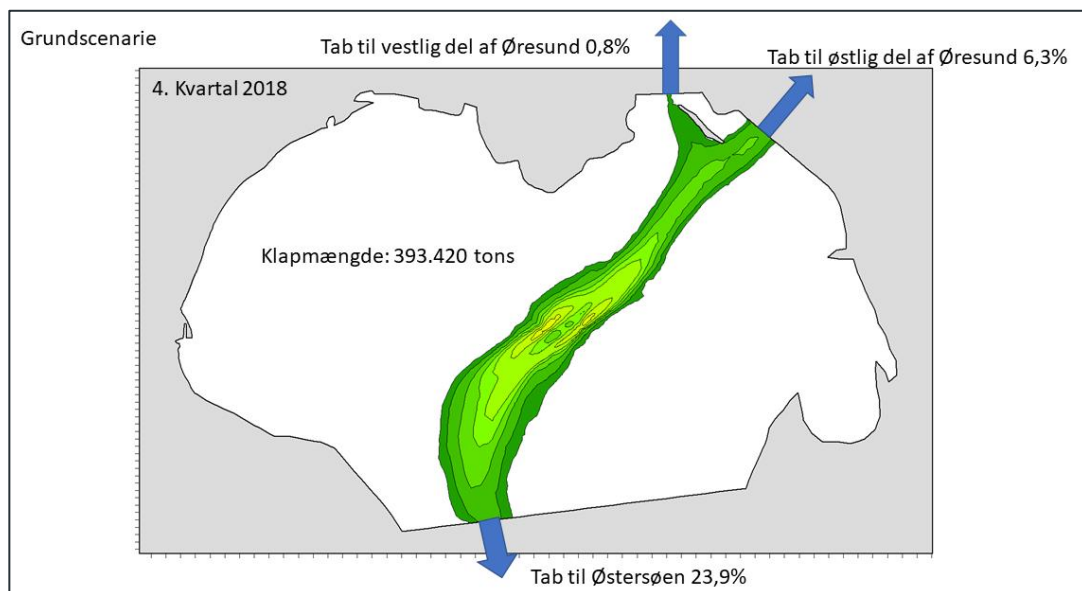 Grundscenarie
Tab til vestlig del af Øresund 0,8%
Tab til østlig del af Øresund 6,3%
4. Kvartal 2018
Klapmængde: 393.420 tons
Tab til Østersøen 23,9%